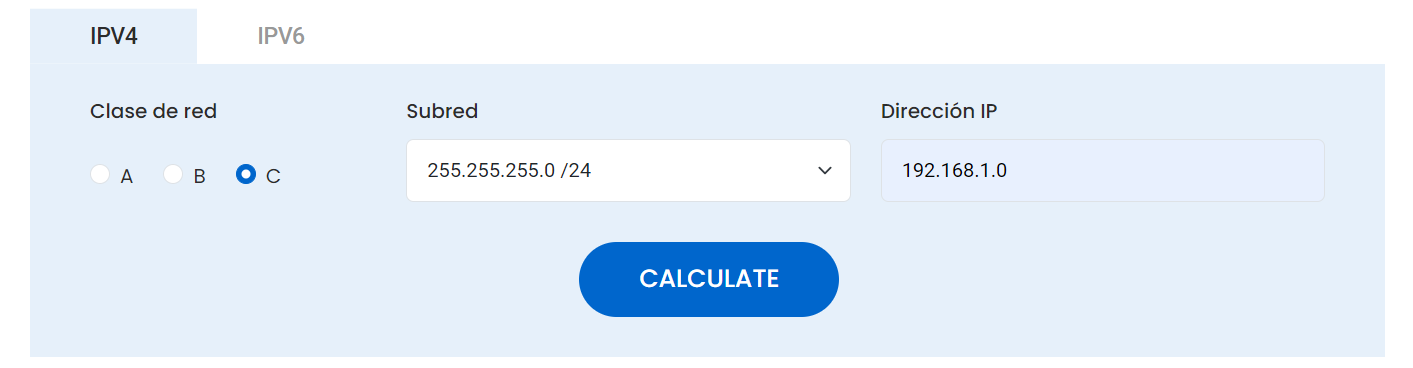 IPV4 IPV6
Clase de red Subred Dirección IP
A B C 255.255.255.0 /24 192.168.1.0
CALCULATE